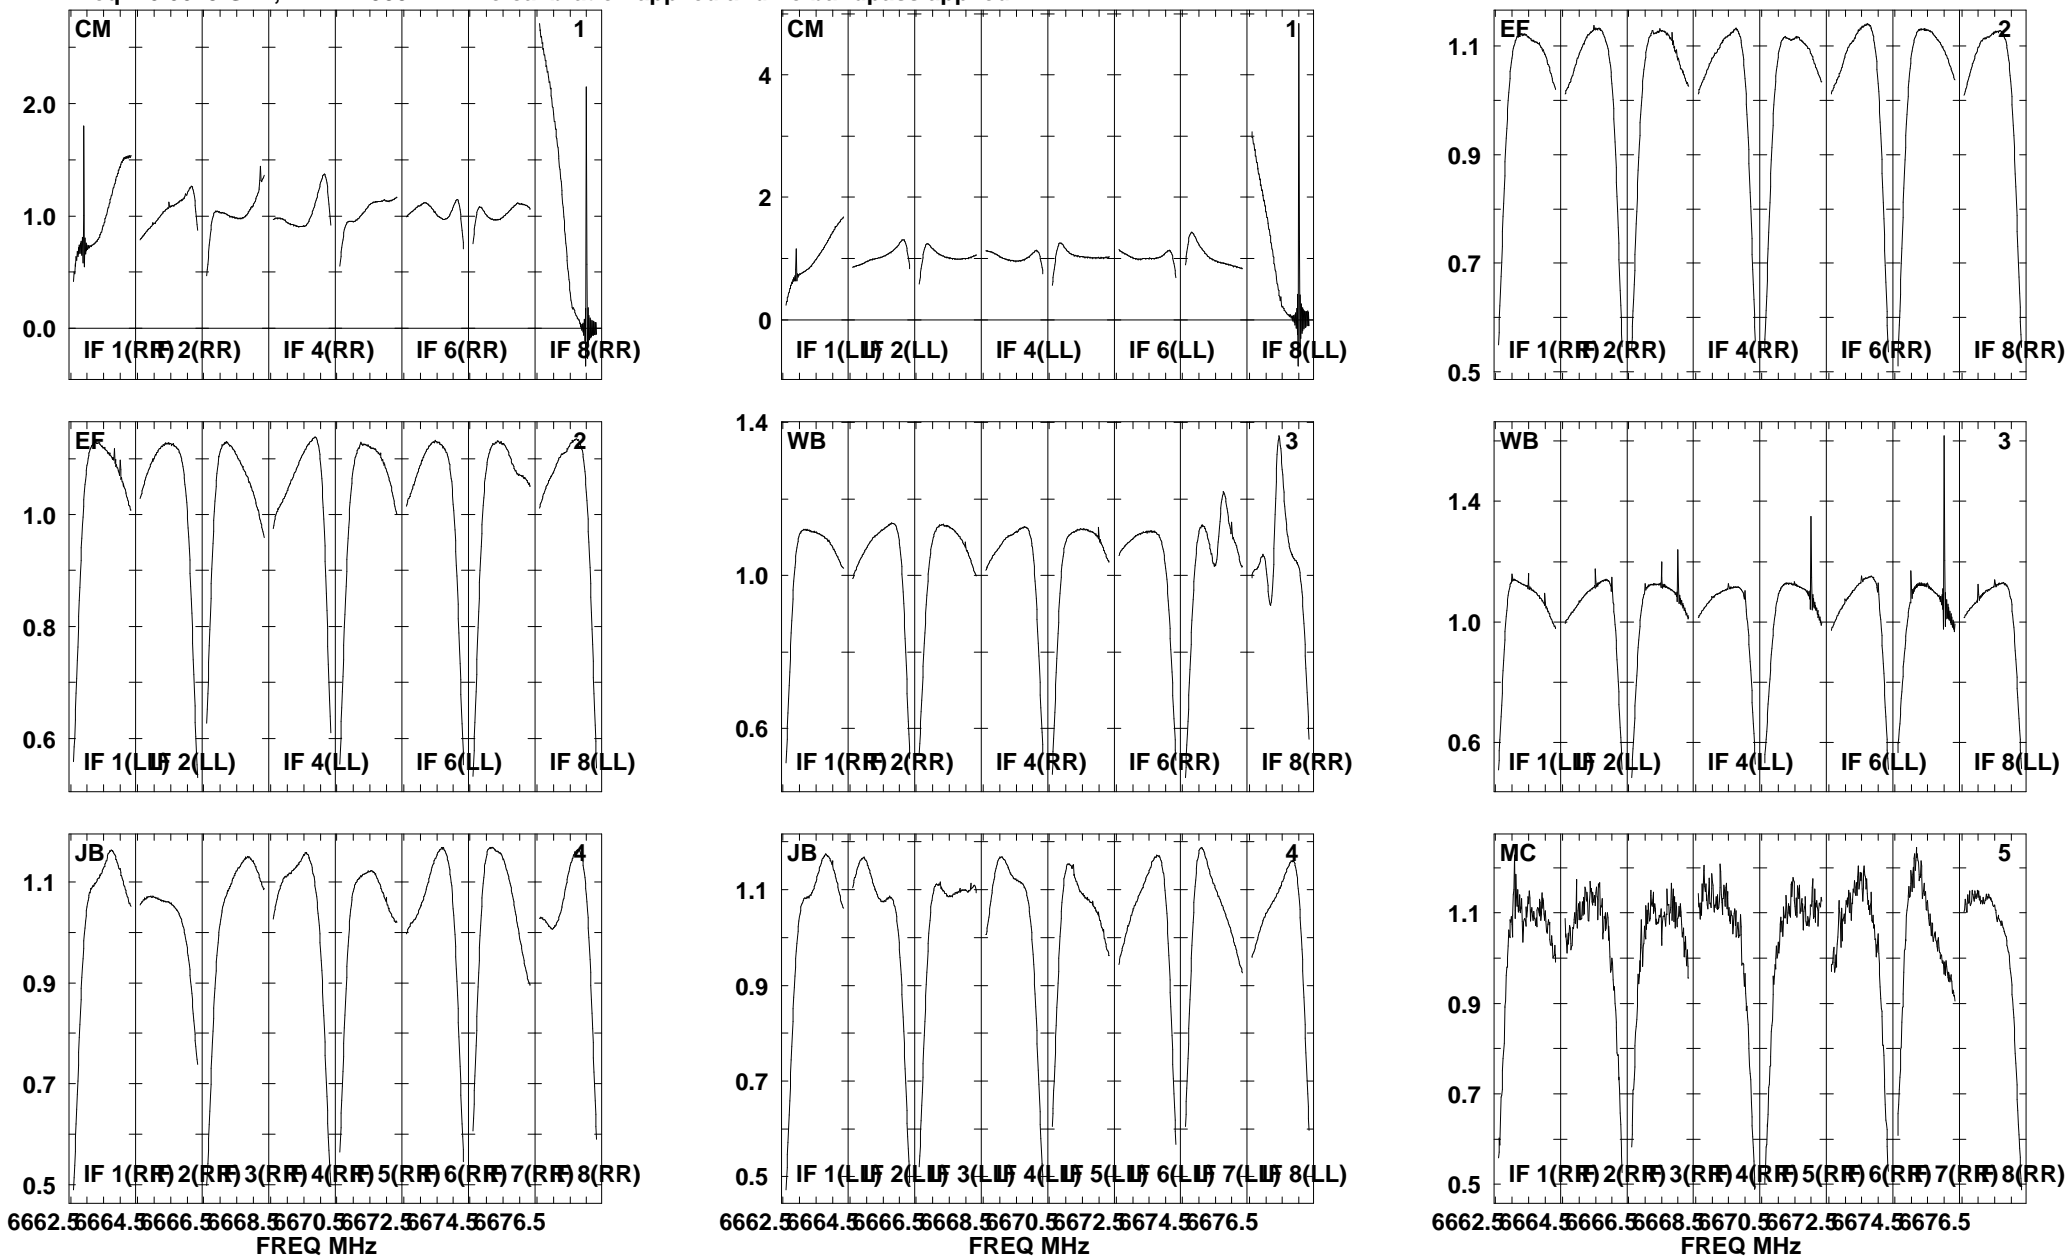 CM 1
2.0
1.0
0.0
IF 1(RR) IF 2(RR) IF 4(RR) IF 6(RR) IF 8(RR)
CM 1
4
2
0
IF 1(LL) IF 2(LL) IF 4(LL) IF 6(LL) IF 8(LL)
EF 2
1.1
0.9
0.7
0.5
IF 1(RR) IF 2(RR) IF 4(RR) IF 6(RR) IF 8(RR)
EF 2
1.0
0.8
0.6
IF 1(LL) IF 2(LL) IF 4(LL) IF 6(LL) IF 8(LL)
WB 3
1.4
1.0
0.6
IF 1(RR) IF 2(RR) IF 4(RR) IF 6(RR) IF 8(RR)
WB 3
1.4
1.0
0.6
IF 1(LL) IF 2(LL) IF 4(LL) IF 6(LL) IF 8(LL)
JB 4
1.1
0.9
0.7
0.5
IF 1(RR) IF 2(RR) IF 3(RR) IF 4(RR) IF 5(RR) IF 6(RR) IF 7(RR) IF 8(RR)
6662.5 6664.5 6666.5 6668.5 6670.5 6672.5 6674.5 6676.5
FREQ MHz
JB 4
1.1
0.9
0.7
0.5
IF 1(LL) IF 2(LL) IF 3(LL) IF 4(LL) IF 5(LL) IF 6(LL) IF 7(LL) IF 8(LL)
6662.5 6664.5 6666.5 6668.5 6670.5 6672.5 6674.5 6676.5
FREQ MHz
MC 5
1.1
0.9
0.7
0.5
IF 1(RR) IF 2(RR) IF 3(RR) IF 4(RR) IF 5(RR) IF 6(RR) IF 7(RR) IF 8(RR)
6662.5 6664.5 6666.5 6668.5 6670.5 6672.5 6674.5 6676.5
FREQ MHz